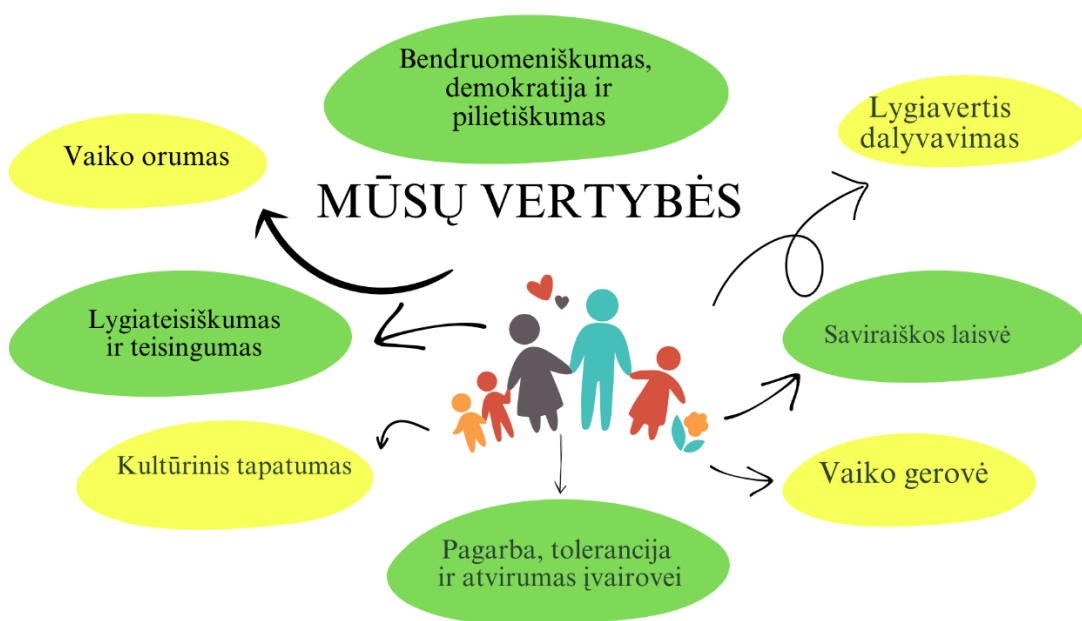 Bendruomeniškumas,
demokratija ir
pilietiškumas
Lygiavertis
dalyvavimas
Vaiko orumas
MŪSŲ VERTYBĖS
Lygiateisiškumas
ir teisingumas
Saviraiškos laisvė
Kultūrinis tapatumas
Vaiko gerovė
Pagarba, tolerancija
ir atvirumas įvairovei